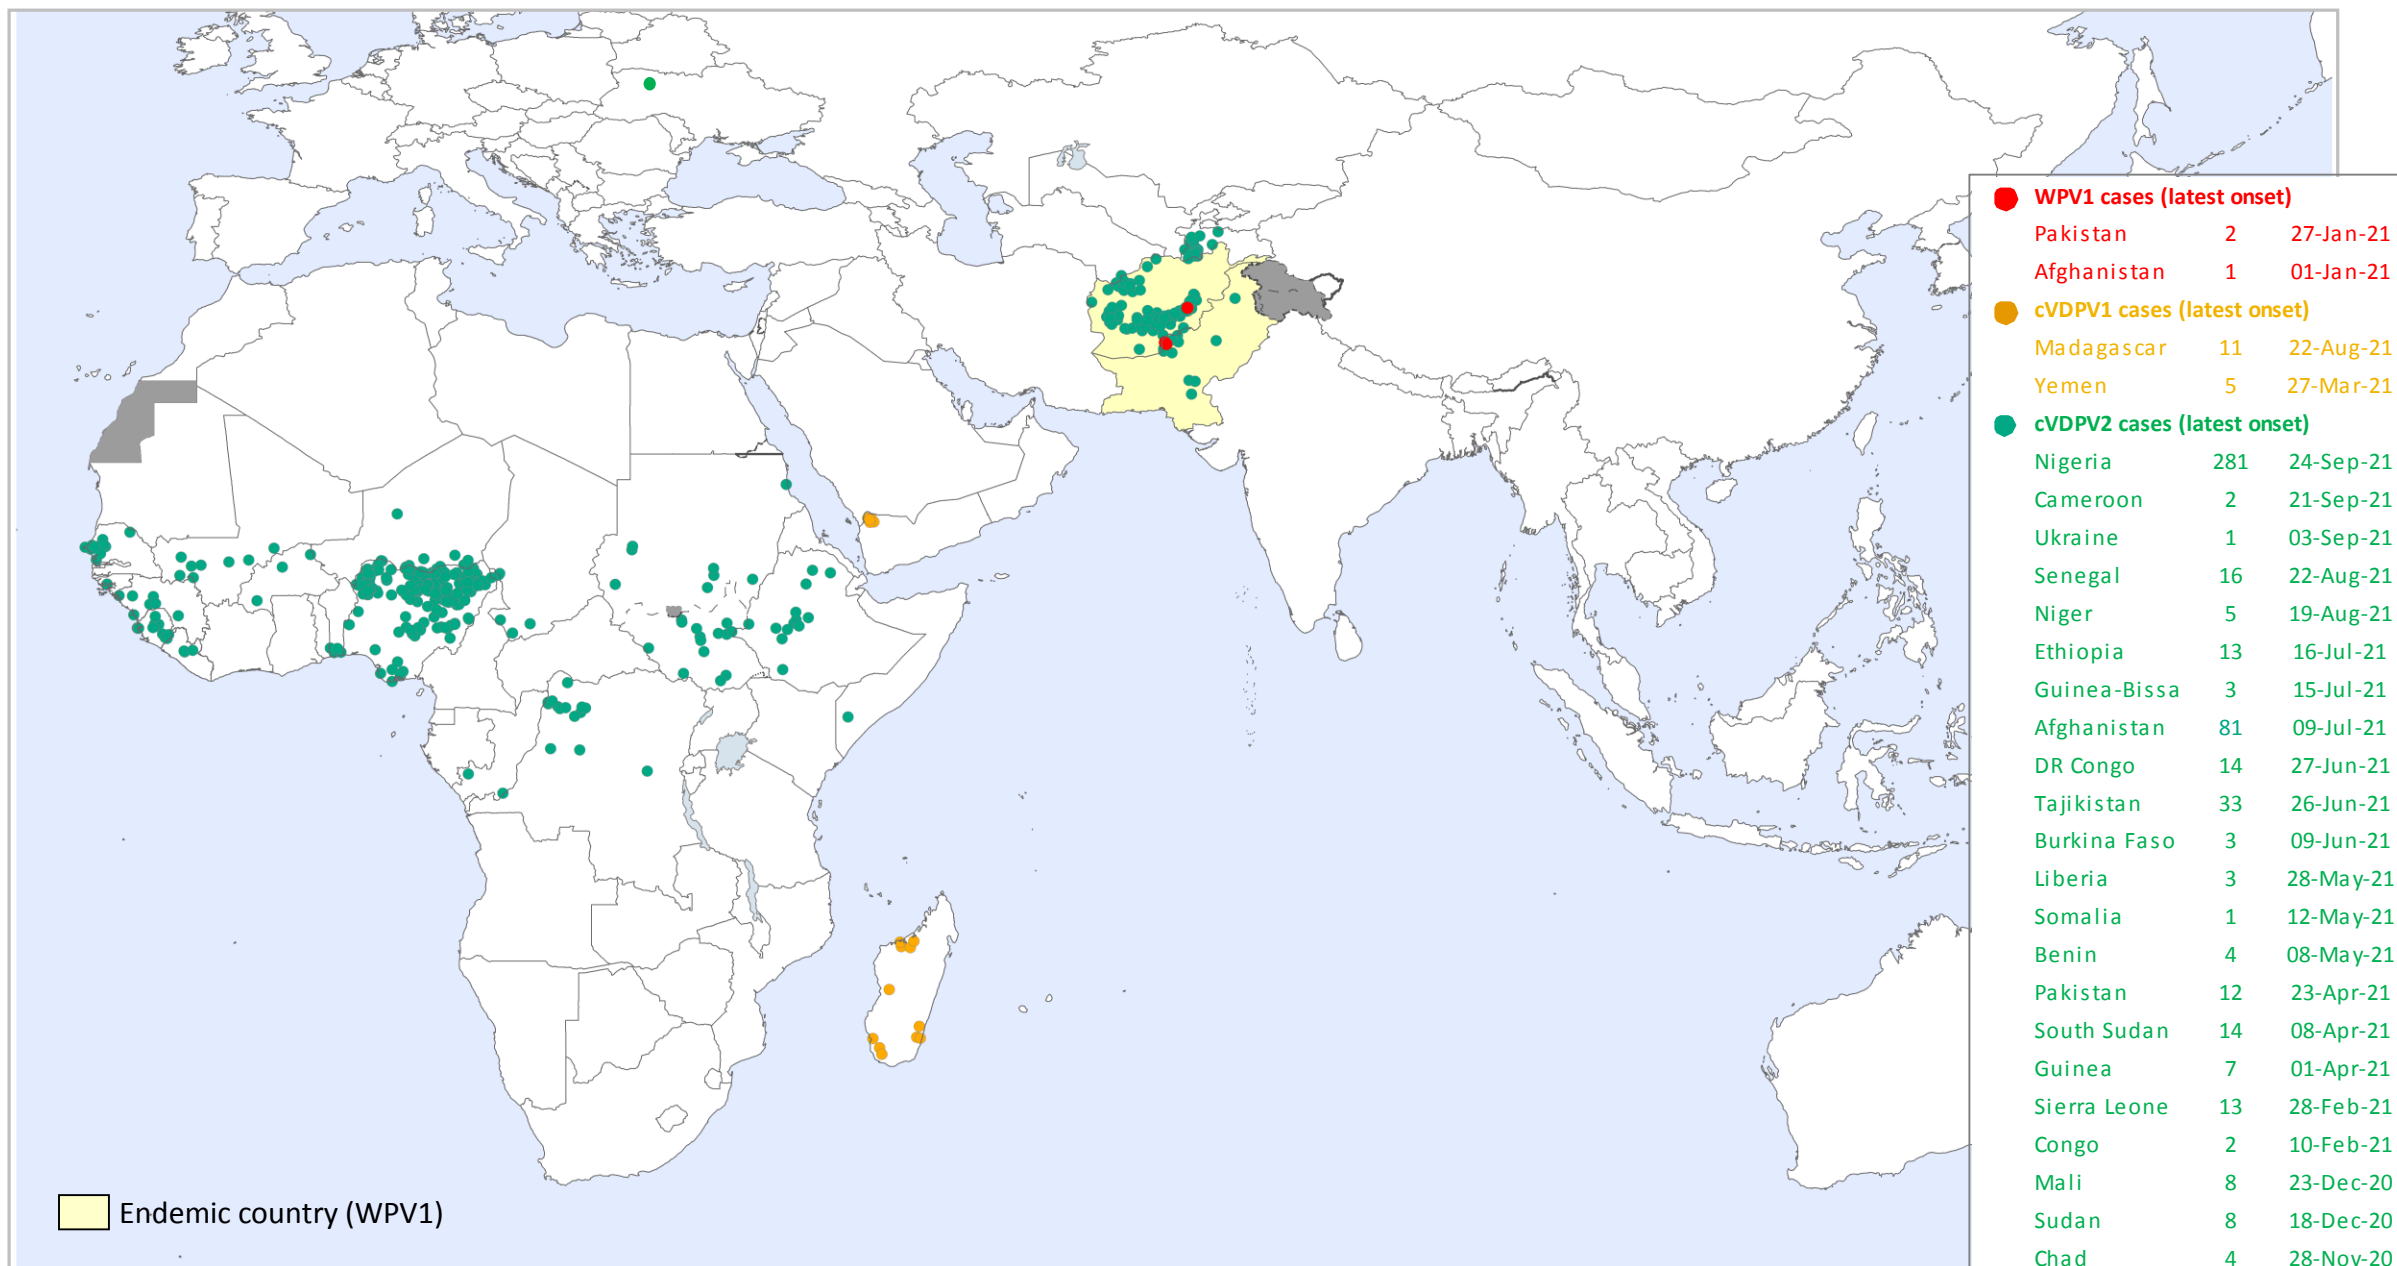 WPV1 cases (latest onset)
Pakistan 2 27-Jan-21
Afghanistan 1 01-Jan-21
cVDPV1 cases (latest onset)
Madagascar 11 22-Aug-21
Yemen 5 27-Mar-21
cVDPV2 cases (latest onset)
Nigeria 281 24-Sep-21
Cameroon 2 21-Sep-21
Ukraine 1 03-Sep-21
Senegal 16 22-Aug-21
Niger 5 19-Aug-21
Ethiopia 13 16-Jul-21
Guinea-Bissa 3 15-Jul-21
Afghanistan 81 09-Jul-21
DR Congo 14 27-Jun-21
Tajikistan 33 26-Jun-21
Burkina Faso 3 09-Jun-21
Liberia 3 28-May-21
Somalia 1 12-May-21
Benin 4 08-May-21
Pakistan 12 23-Apr-21
South Sudan 14 08-Apr-21
Guinea 7 01-Apr-21
Sierra Leone 13 28-Feb-21
Congo 2 10-Feb-21
Mali 8 23-Dec-20
Sudan 8 18-Dec-20
Chad 4 28-Nov-20
Endemic country (WPV1)